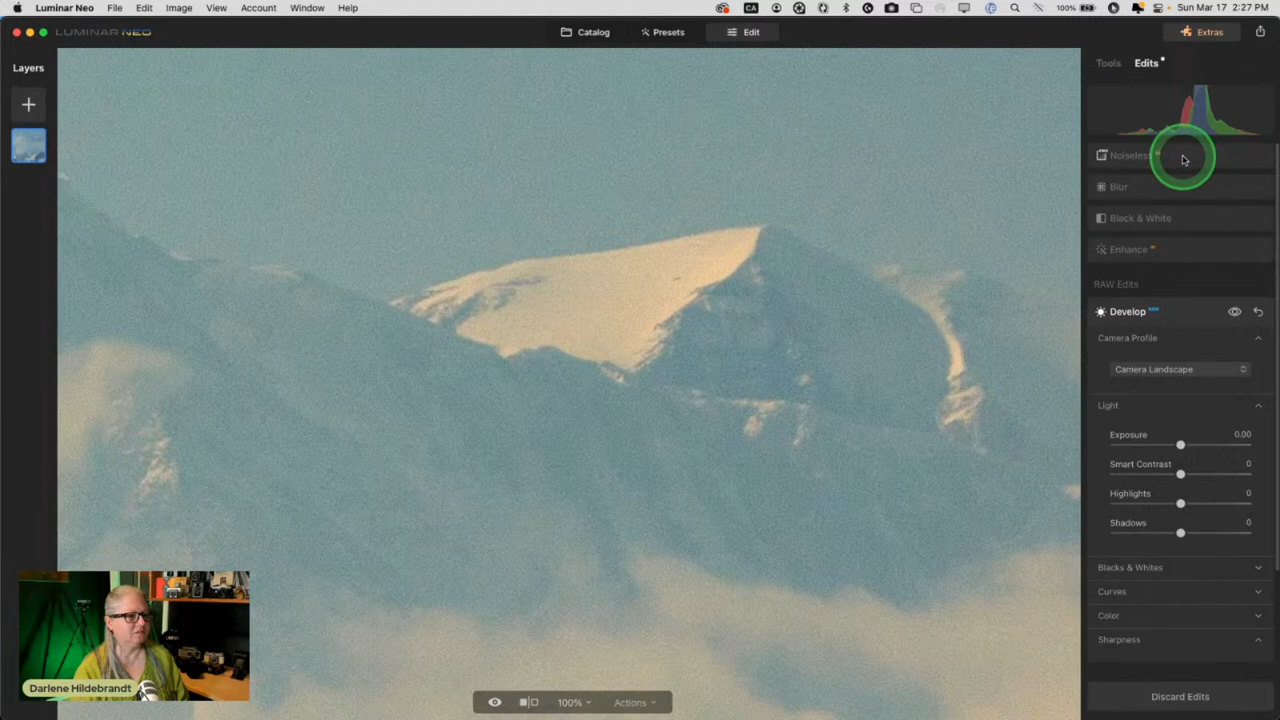 Luminar Neo File Edit Image View Account Window Help 100% Sun Mar 17 2:27 PM
LUMINAR NEO Catalog Presets Edit Extras
Layers
Tools Edits
Noiseless AI
Blur
Black & White
Enhance AI
RAW Edits
Develop RAW
Camera Profile
Camera Landscape
Light
Exposure 0.00
Smart Contrast 0
Highlights 0
Shadows 0
Blacks & Whites
Curves
Color
Sharpness
Discard Edits
Darlene Hildebrandt
100% Actions